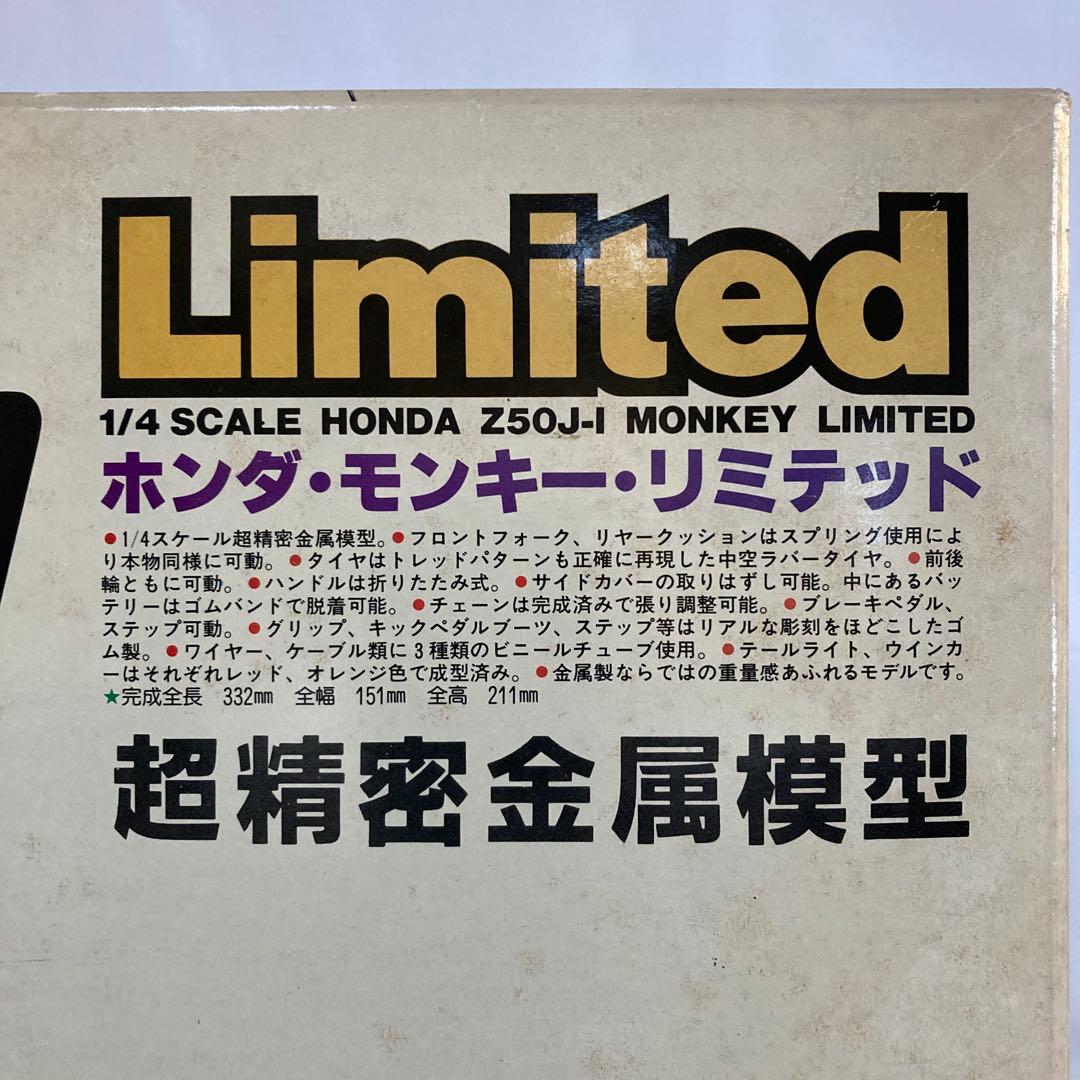 Limited
1/4 SCALE HONDA Z50J-I MONKEY LIMITED
ホンダ・モンキー・リミテッド
●1/4スケール超精密金属模型。●フロントフォーク、リヤークッションはスプリング使用によ
り本物同様に可動。●タイヤはトレッドパターンも正確に再現した中空ラバータイヤ。●前後
輪ともに可動。●ハンドルは折りたたみ式。●サイドカバーの取りはずし可能。中にあるバッ
テリーはゴムバンドで脱着可能。●チェーンは完成済みで張り調整可能。●ブレーキペダル、
ステップ可動。●グリップ、キックペダルブーツ、ステップ等はリアルな彫刻をほどこしたゴ
ム製。●ワイヤー、ケーブル類に3種類のビニールチューブ使用。●テールライト、ウインカ
ーはそれぞれレッド、オレンジ色で成型済み。●金属製ならではの重量感あふれるモデルです。
★完成全長 332㎜ 全幅 151㎜ 全高 211㎜
超精密金属模型